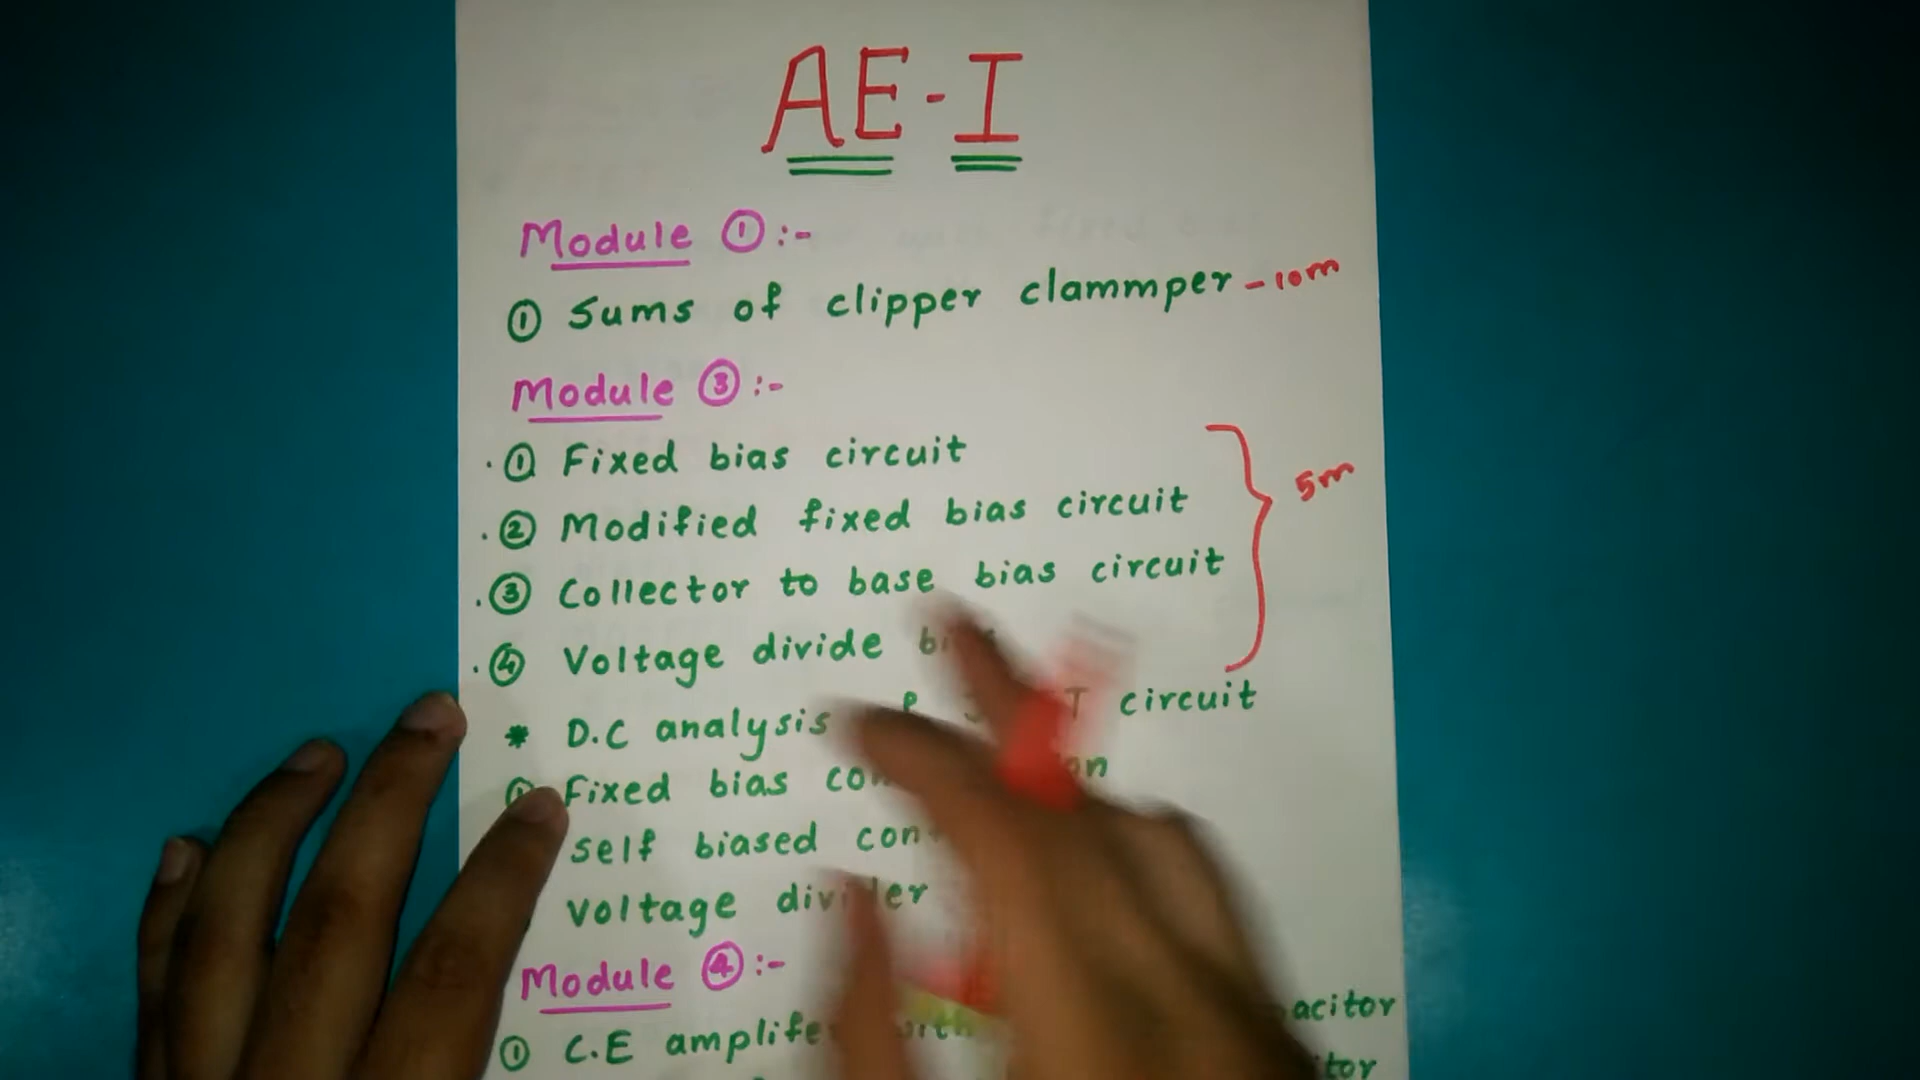 AE-I
Module ①:-
① Sums of clipper clammper - 10m
Module ③:-
① Fixed bias circuit
② Modified fixed bias circuit
③ Collector to base bias circuit
5m
④ Voltage divide
* D.C analysis circuit
① Fixed bias
self biased
voltage divider
Module ④:-
① C.E